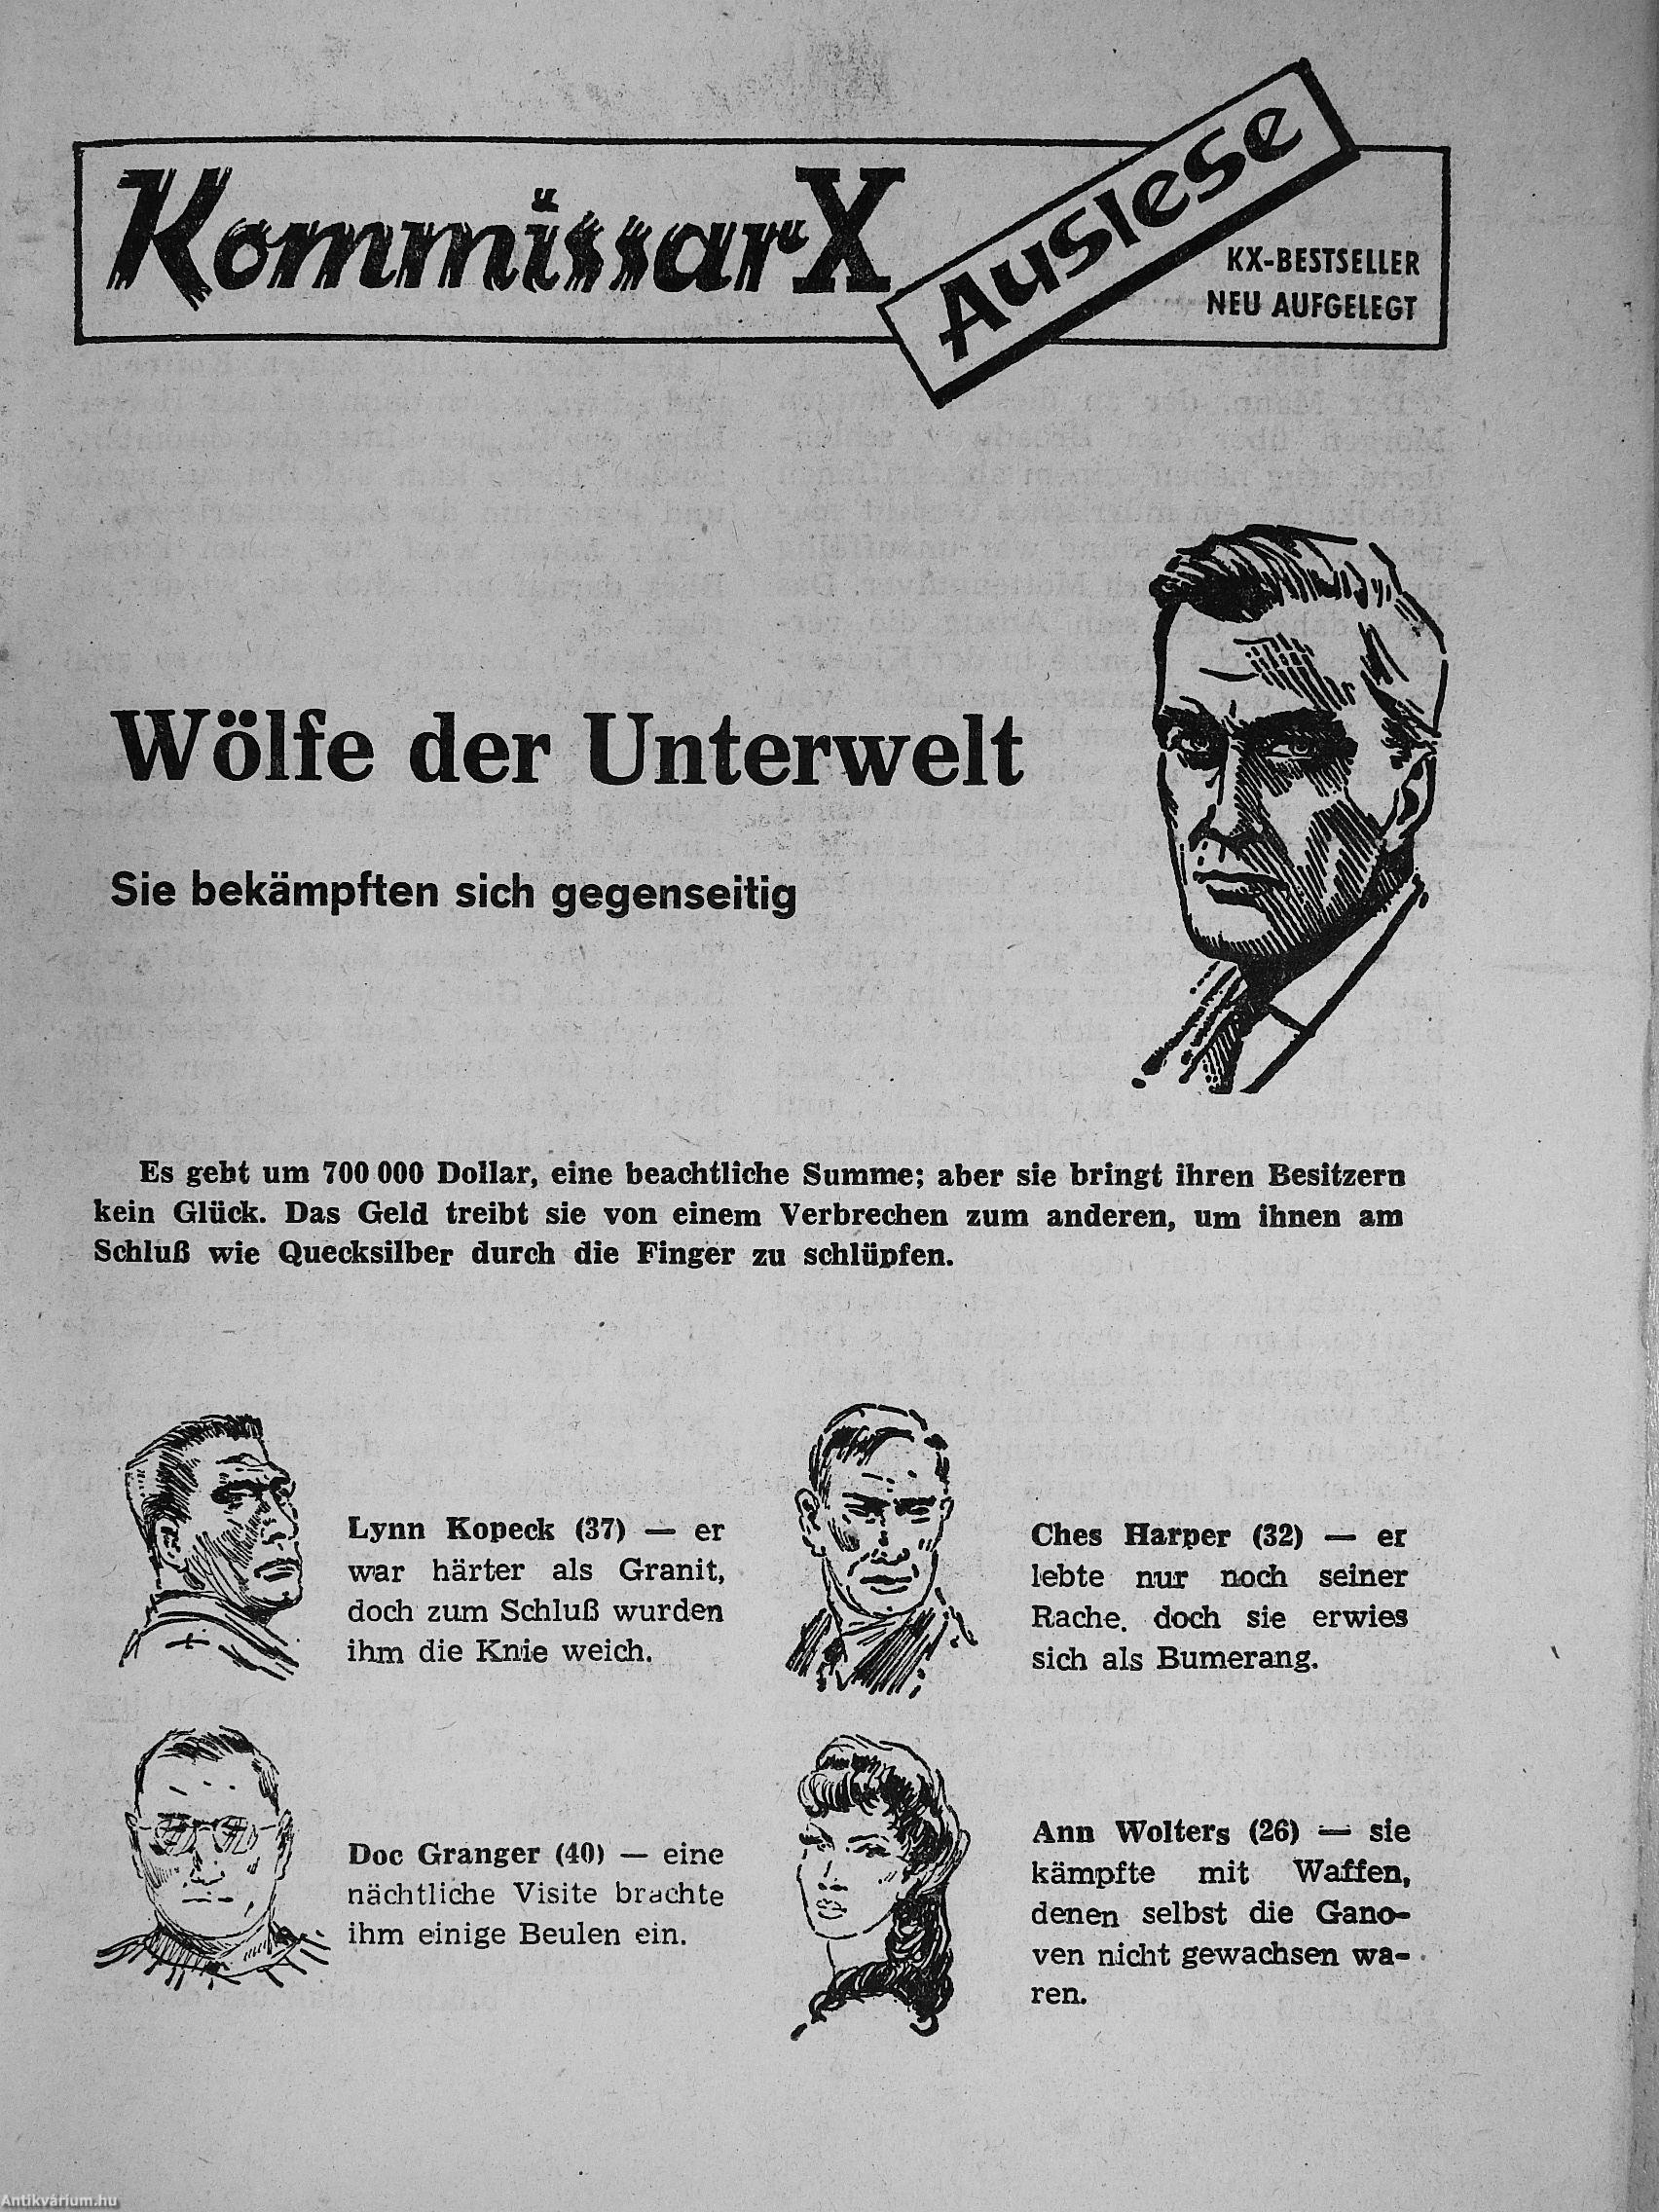 Kommissar X
Auslese
KX-BESTSELLER
NEU AUFGELEGT
Wölfe der Unterwelt
Sie bekämpften sich gegenseitig
Es geht um 700 000 Dollar, eine beachtliche Summe; aber sie bringt ihren Besitzern
kein Glück. Das Geld treibt sie von einem Verbrechen zum anderen, um ihnen am
Schluß wie Quecksilber durch die Finger zu schlüpfen.
Lynn Kopeck (37) — er
war härter als Granit,
doch zum Schluß wurden
ihm die Knie weich.
Ches Harper (32) — er
lebte nur noch seiner
Rache, doch sie erwies
sich als Bumerang.
Doc Granger (40) — eine
nächtliche Visite brachte
ihm einige Beulen ein.
Ann Wolters (26) — sie
kämpfte mit Waffen,
denen selbst die Gano-
ven nicht gewachsen wa-
ren.
Antikvárium.hu